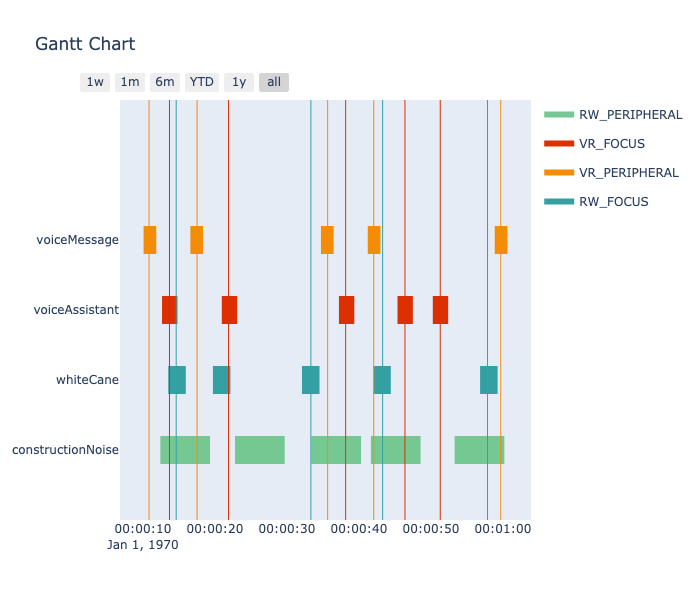 Gantt Chart
1w 1m 6m YTD 1y all
RW_PERIPHERAL
VR_FOCUS
VR_PERIPHERAL
RW_FOCUS
voiceMessage
voiceAssistant
whiteCane
constructionNoise
00:00:10 00:00:20 00:00:30 00:00:40 00:00:50 00:01:00
Jan 1, 1970